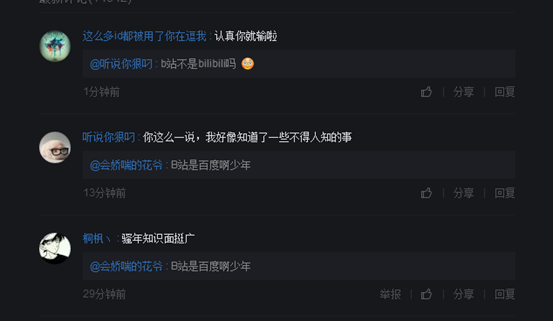 这么多id都被用了你在逗我：认真你就输啦
@听说你狠叼：b站不是bilibili吗
1分钟前 | 分享 | 回复
听说你狠叼：你这么一说，我好像知道了一些不得人知的事
@会娇喘的花爷：B站是百度啊少年
13分钟前 | 分享 | 回复
桐枫丶：骚年知识面挺广
@会娇喘的花爷：B站是百度啊少年
29分钟前 举报 | | 分享 | 回复